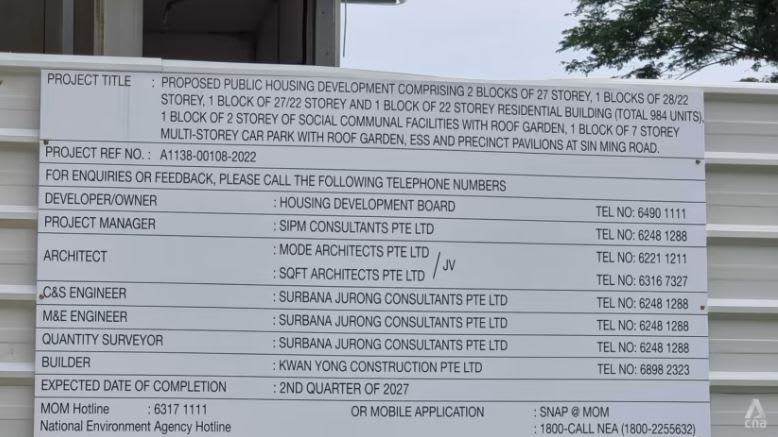 PROJECT TITLE : PROPOSED PUBLIC HOUSING DEVELOPMENT COMPRISING 2 BLOCKS OF 27 STOREY, 1 BLOCKS OF 28/22
STOREY, 1 BLOCK OF 27/22 STOREY AND 1 BLOCK OF 22 STOREY RESIDENTIAL BUILDING (TOTAL 984 UNITS),
1 BLOCK OF 2 STOREY OF SOCIAL COMMUNAL FACILITIES WITH ROOF GARDEN, 1 BLOCK OF 7 STOREY
MULTI-STOREY CAR PARK WITH ROOF GARDEN, ESS AND PRECINCT PAVILIONS AT SIN MING ROAD.
PROJECT REF NO. : A1138-00108-2022
FOR ENQUIRIES OR FEEDBACK, PLEASE CALL THE FOLLOWING TELEPHONE NUMBERS
DEVELOPER/OWNER : HOUSING DEVELOPMENT BOARD TEL NO: 6490 1111
PROJECT MANAGER : SIPM CONSULTANTS PTE LTD TEL NO: 6248 1288
ARCHITECT : MODE ARCHITECTS PTE LTD / JV TEL NO: 6221 1211
: SQFT ARCHITECTS PTE LTD TEL NO: 6316 7327
C&S ENGINEER : SURBANA JURONG CONSULTANTS PTE LTD TEL NO: 6248 1288
M&E ENGINEER : SURBANA JURONG CONSULTANTS PTE LTD TEL NO: 6248 1288
QUANTITY SURVEYOR : SURBANA JURONG CONSULTANTS PTE LTD TEL NO: 6248 1288
BUILDER : KWAN YONG CONSTRUCTION PTE LTD TEL NO: 6898 2323
EXPECTED DATE OF COMPLETION : 2ND QUARTER OF 2027
MOM Hotline : 6317 1111 OR MOBILE APPLICATION : SNAP @ MOM
National Environment Agency Hotline : 1800-CALL NEA (1800-2255632)
cna